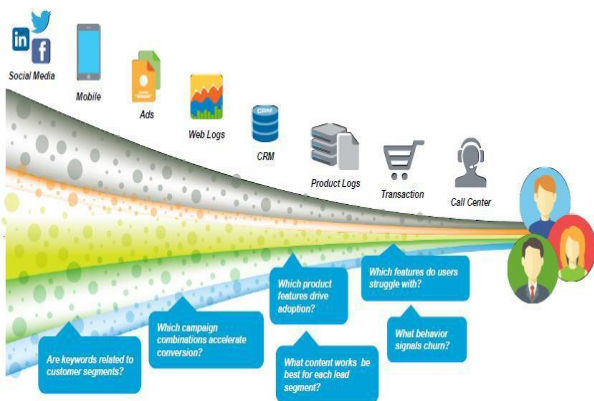 in
f
Social Media
Mobile
Ads
Web Logs
CRM
CRM
Product Logs
Transaction
Call Center
Are keywords related to
customer segments?
Which campaign
combinations accelerate
conversion?
Which product
features drive
adoption?
What content works be
best for each lead
segment?
Which features do users
struggle with?
What behavior
signals churn?